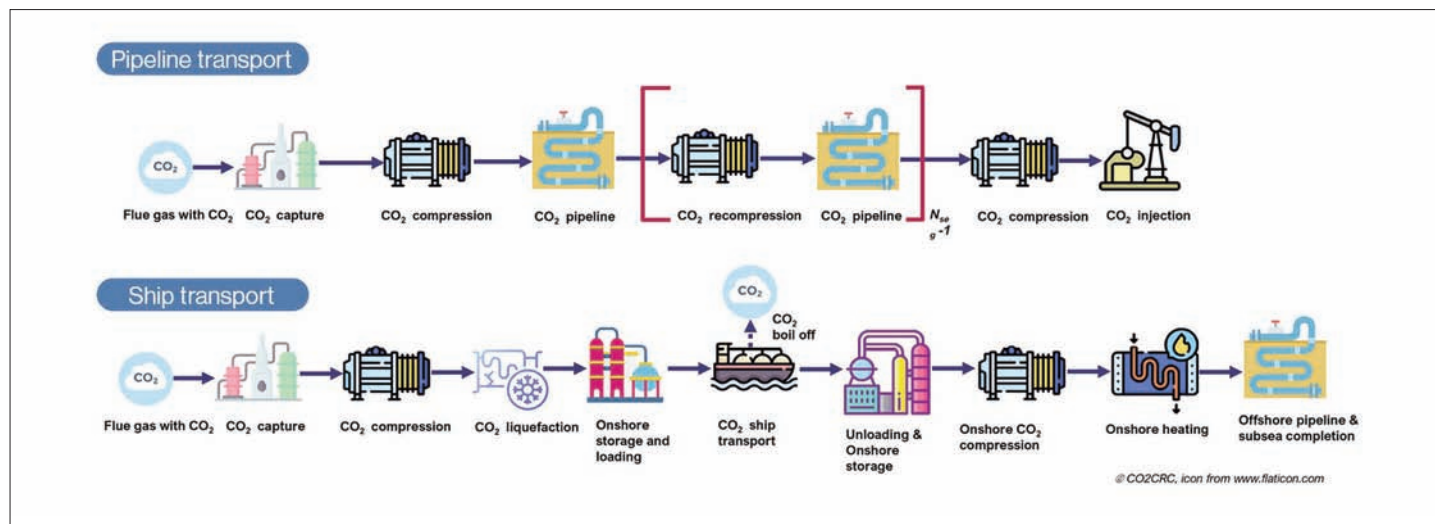 Pipeline transport
CO₂
Flue gas with CO₂
CO₂ capture
CO₂ compression
CO₂ pipeline
CO₂ recompression
CO₂ pipeline
N_se
g-1
CO₂ compression
CO₂ injection
Ship transport
CO₂
CO₂
boil off
CO₂
Flue gas with CO₂
CO₂ capture
CO₂ compression
CO₂ liquefaction
Onshore
storage and
loading
CO₂ ship
transport
Unloading &
Onshore
storage
Onshore CO₂
compression
Onshore heating
Offshore pipeline &
subsea completion
© CO2CRC, icon from www.flaticon.com